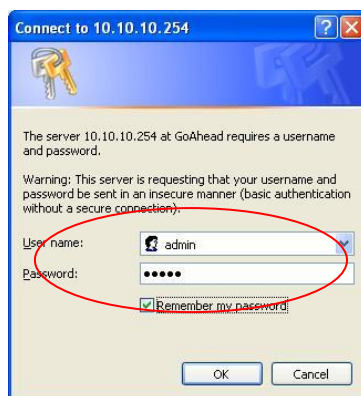 Connect to 10.10.10.254
The server 10.10.10.254 at GoAhead requires a username
and password.
Warning: This server is requesting that your username and
password be sent in an insecure manner (basic authentication
without a secure connection).
User name:
admin
Password:
•••••
Remember my password
OK
Cancel